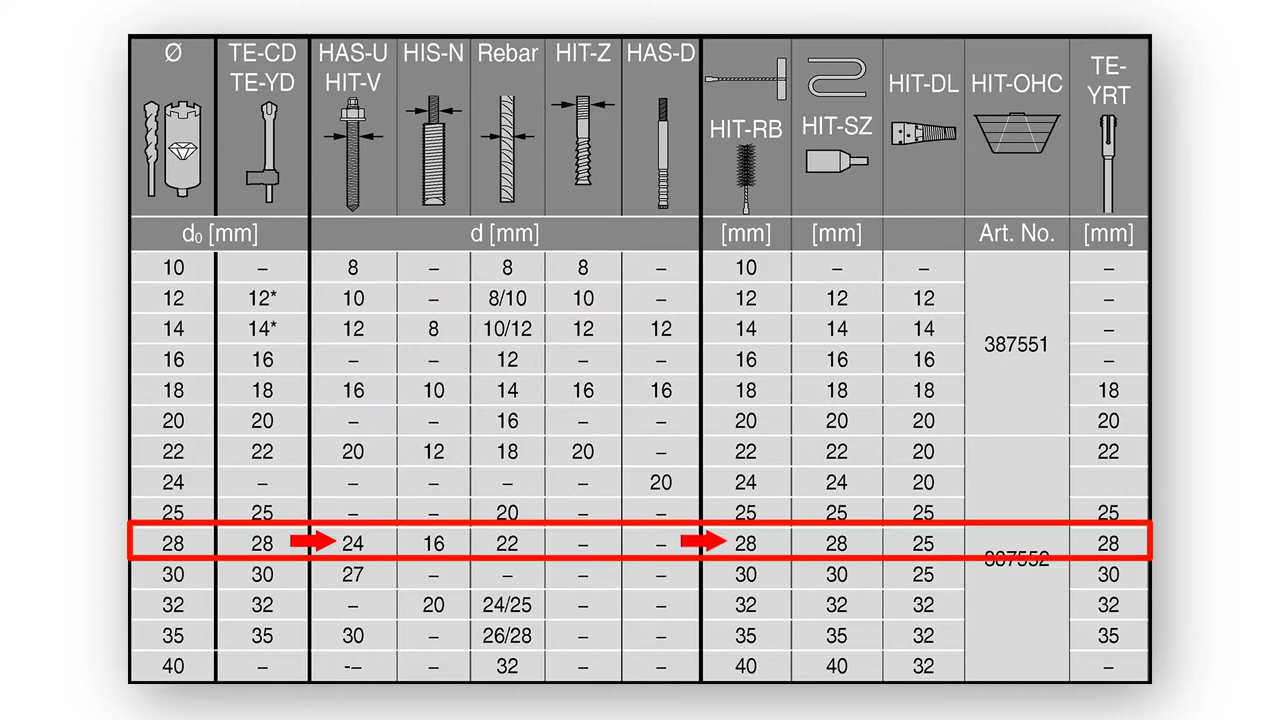 Ø TE-CD TE-YD HAS-U HIT-V HIS-N Rebar HIT-Z HAS-D HIT-RB HIT-SZ HIT-DL HIT-OHC TE-YRT
d₀ [mm] d [mm] [mm] [mm] Art. No. [mm]
10 – 8 – 8 8 – 10 – – –
12 12* 10 – 8/10 10 – 12 12 12 –
14 14* 12 8 10/12 12 12 14 14 14 –
387551
16 16 – – 12 – – 16 16 16 –
18 18 16 10 14 16 16 18 18 18 18
20 20 – – 16 – – 20 20 20 20
22 22 20 12 18 20 – 22 22 20 22
24 – – – – – 20 24 24 20
25 25 – – 20 – – 25 25 25 25
28 28 24 16 22 – – 28 28 25 28
387552
30 30 27 – – – – 30 30 25 30
32 32 – 20 24/25 – – 32 32 32 32
35 35 30 – 26/28 – – 35 35 32 35
40 – -– – 32 – – 40 40 32 –